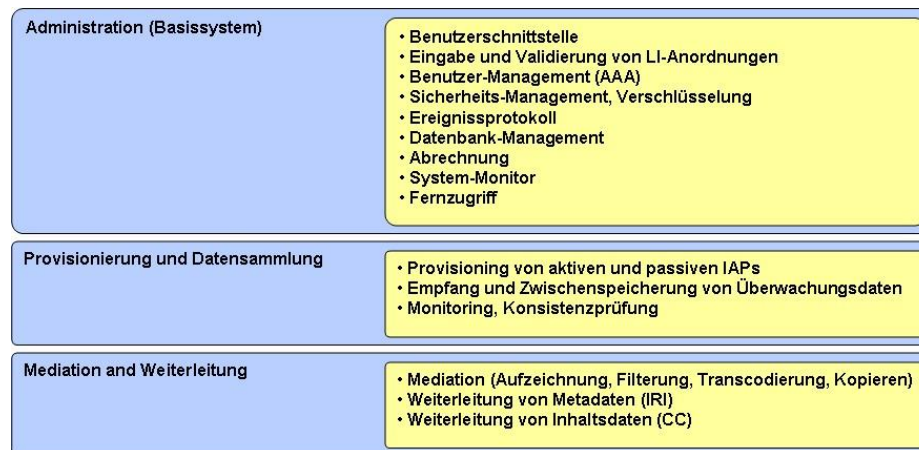 Administration (Basissystem)
• Benutzerschnittstelle
• Eingabe und Validierung von LI-Anordnungen
• Benutzer-Management (AAA)
• Sicherheits-Management, Verschlüsselung
• Ereignissprotokoll
• Datenbank-Management
• Abrechnung
• System-Monitor
• Fernzugriff
Provisionierung und Datensammlung
• Provisioning von aktiven und passiven IAPs
• Empfang und Zwischenspeicherung von Überwachungsdaten
• Monitoring, Konsistenzprüfung
Mediation and Weiterleitung
• Mediation (Aufzeichnung, Filterung, Transcodierung, Kopieren)
• Weiterleitung von Metadaten (IRI)
• Weiterleitung von Inhaltsdaten (CC)